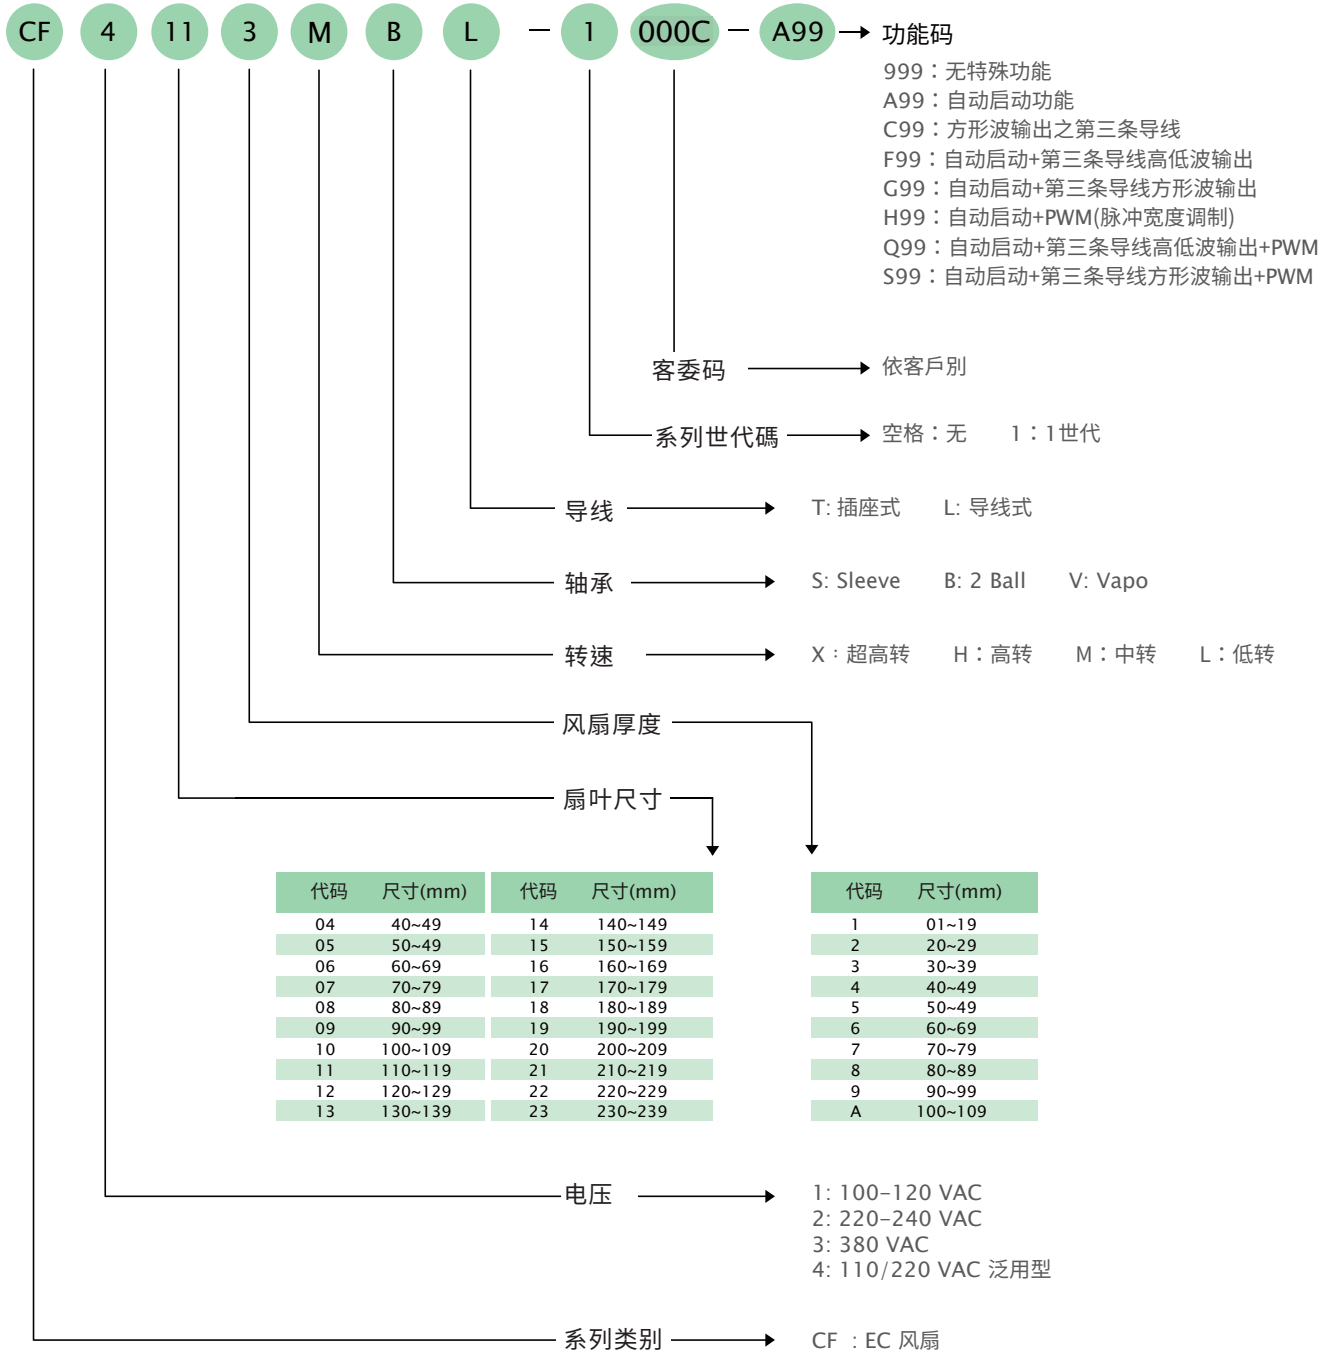 CF 4 11 3 M B L – 1 000C – A99 功能码
999：无特殊功能
A99：自动启动功能
C99：方形波输出之第三条导线
F99：自动启动+第三条导线高低波输出
G99：自动启动+第三条导线方形波输出
H99：自动启动+PWM(脉冲宽度调制)
Q99：自动启动+第三条导线高低波输出+PWM
S99：自动启动+第三条导线方形波输出+PWM
客委码 依客戶別
系列世代碼 空格：无 1：1世代
导线 T: 插座式 L: 导线式
轴承 S: Sleeve B: 2 Ball V: Vapo
转速 X：超高转 H：高转 M：中转 L：低转
风扇厚度
扇叶尺寸
代码 尺寸(mm) 代码 尺寸(mm) 代码 尺寸(mm)
04 40~49 14 140~149 1 01~19
05 50~49 15 150~159 2 20~29
06 60~69 16 160~169 3 30~39
07 70~79 17 170~179 4 40~49
08 80~89 18 180~189 5 50~49
09 90~99 19 190~199 6 60~69
10 100~109 20 200~209 7 70~79
11 110~119 21 210~219 8 80~89
12 120~129 22 220~229 9 90~99
13 130~139 23 230~239 A 100~109
电压 1: 100–120 VAC
2: 220–240 VAC
3: 380 VAC
4: 110/220 VAC 泛用型
系列类别 CF : EC 风扇